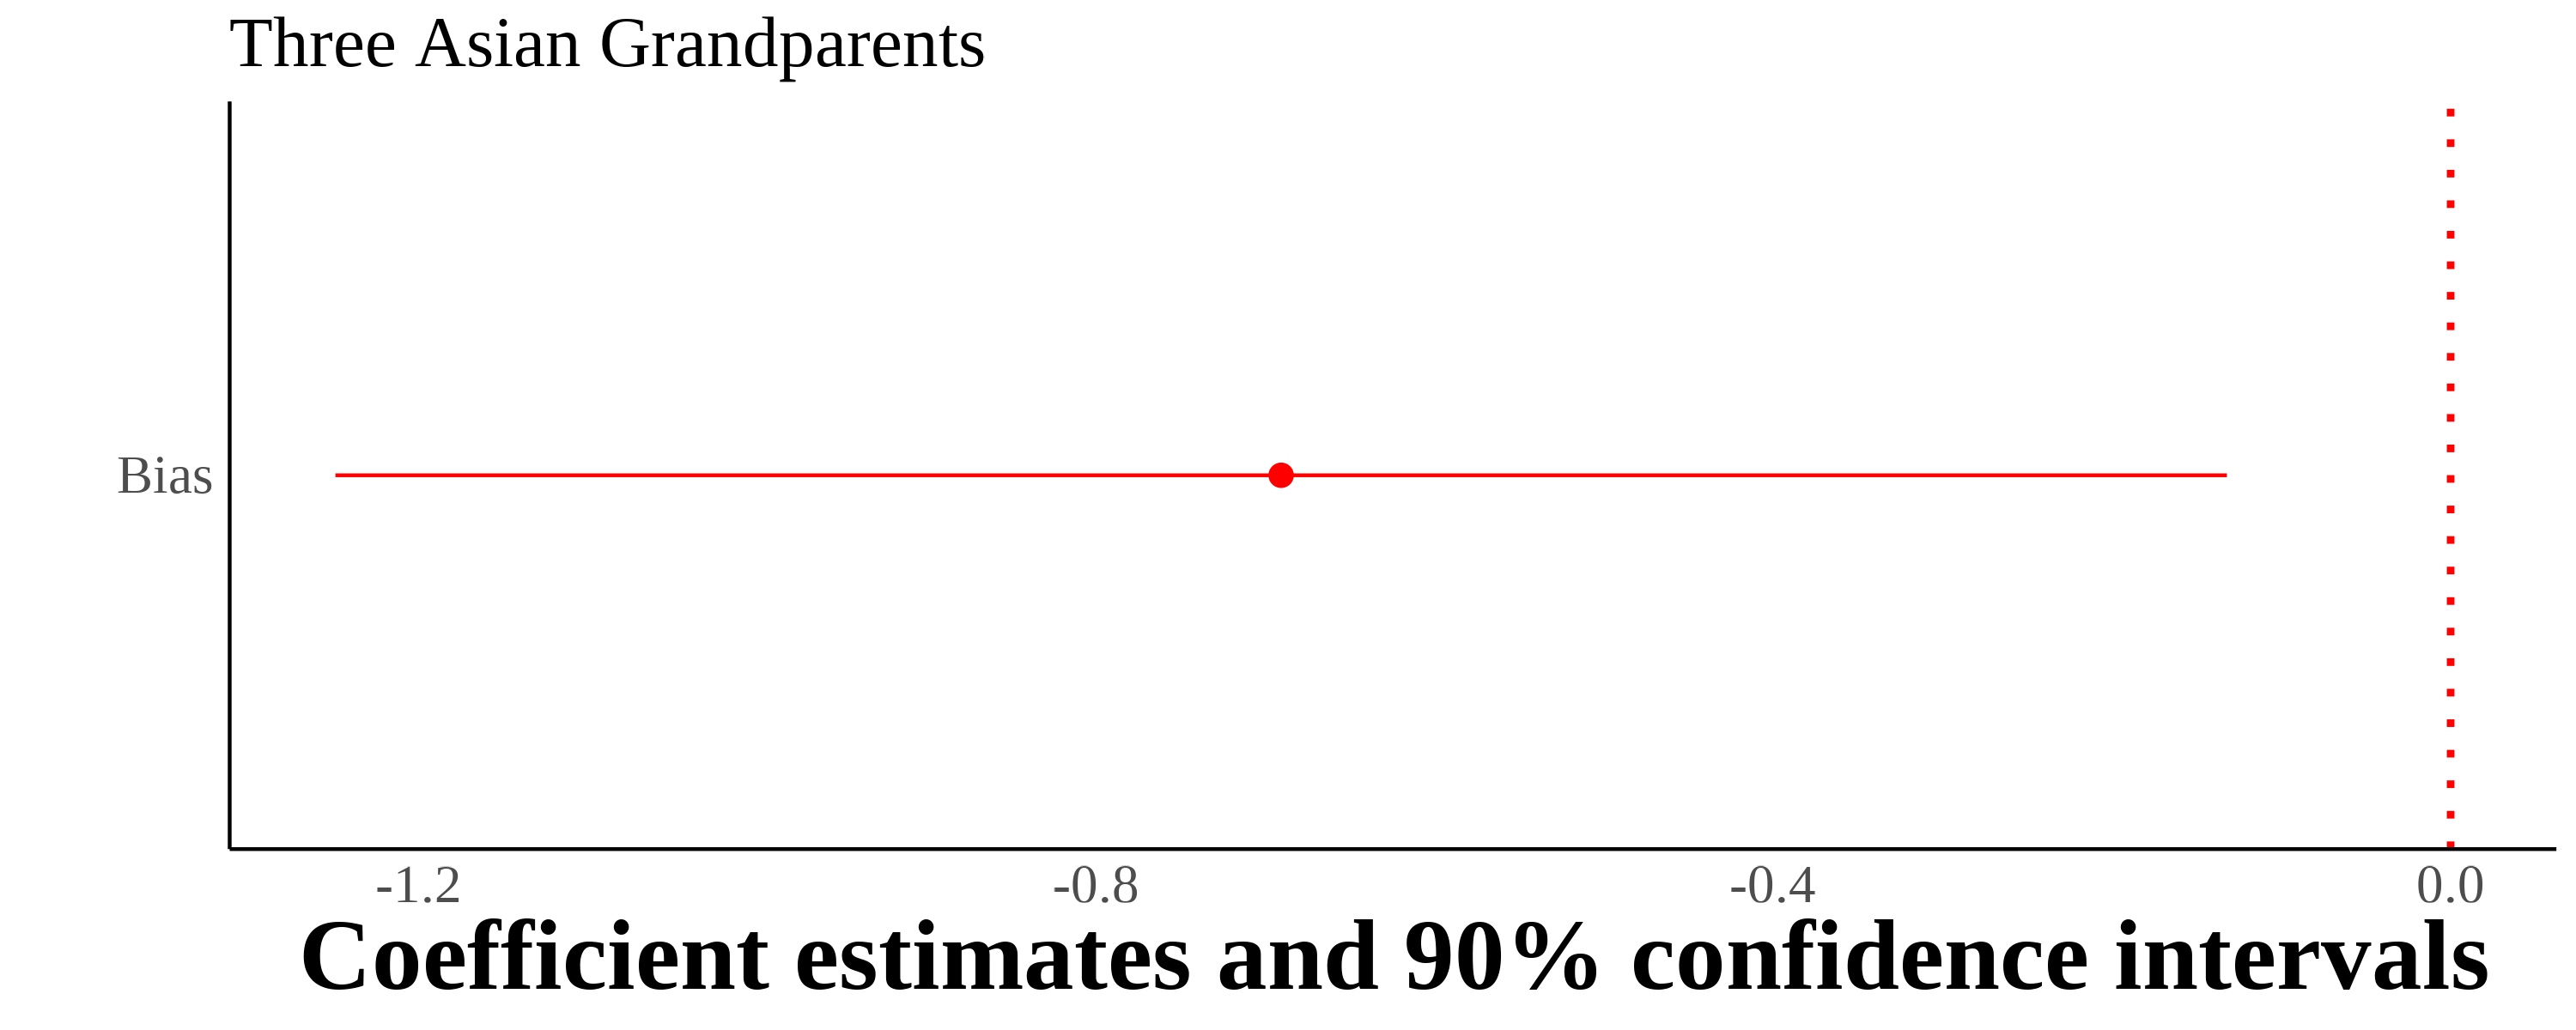 Three Asian Grandparents
Bias
-1.2 -0.8 -0.4 0.0
Coefficient estimates and 90% confidence intervals